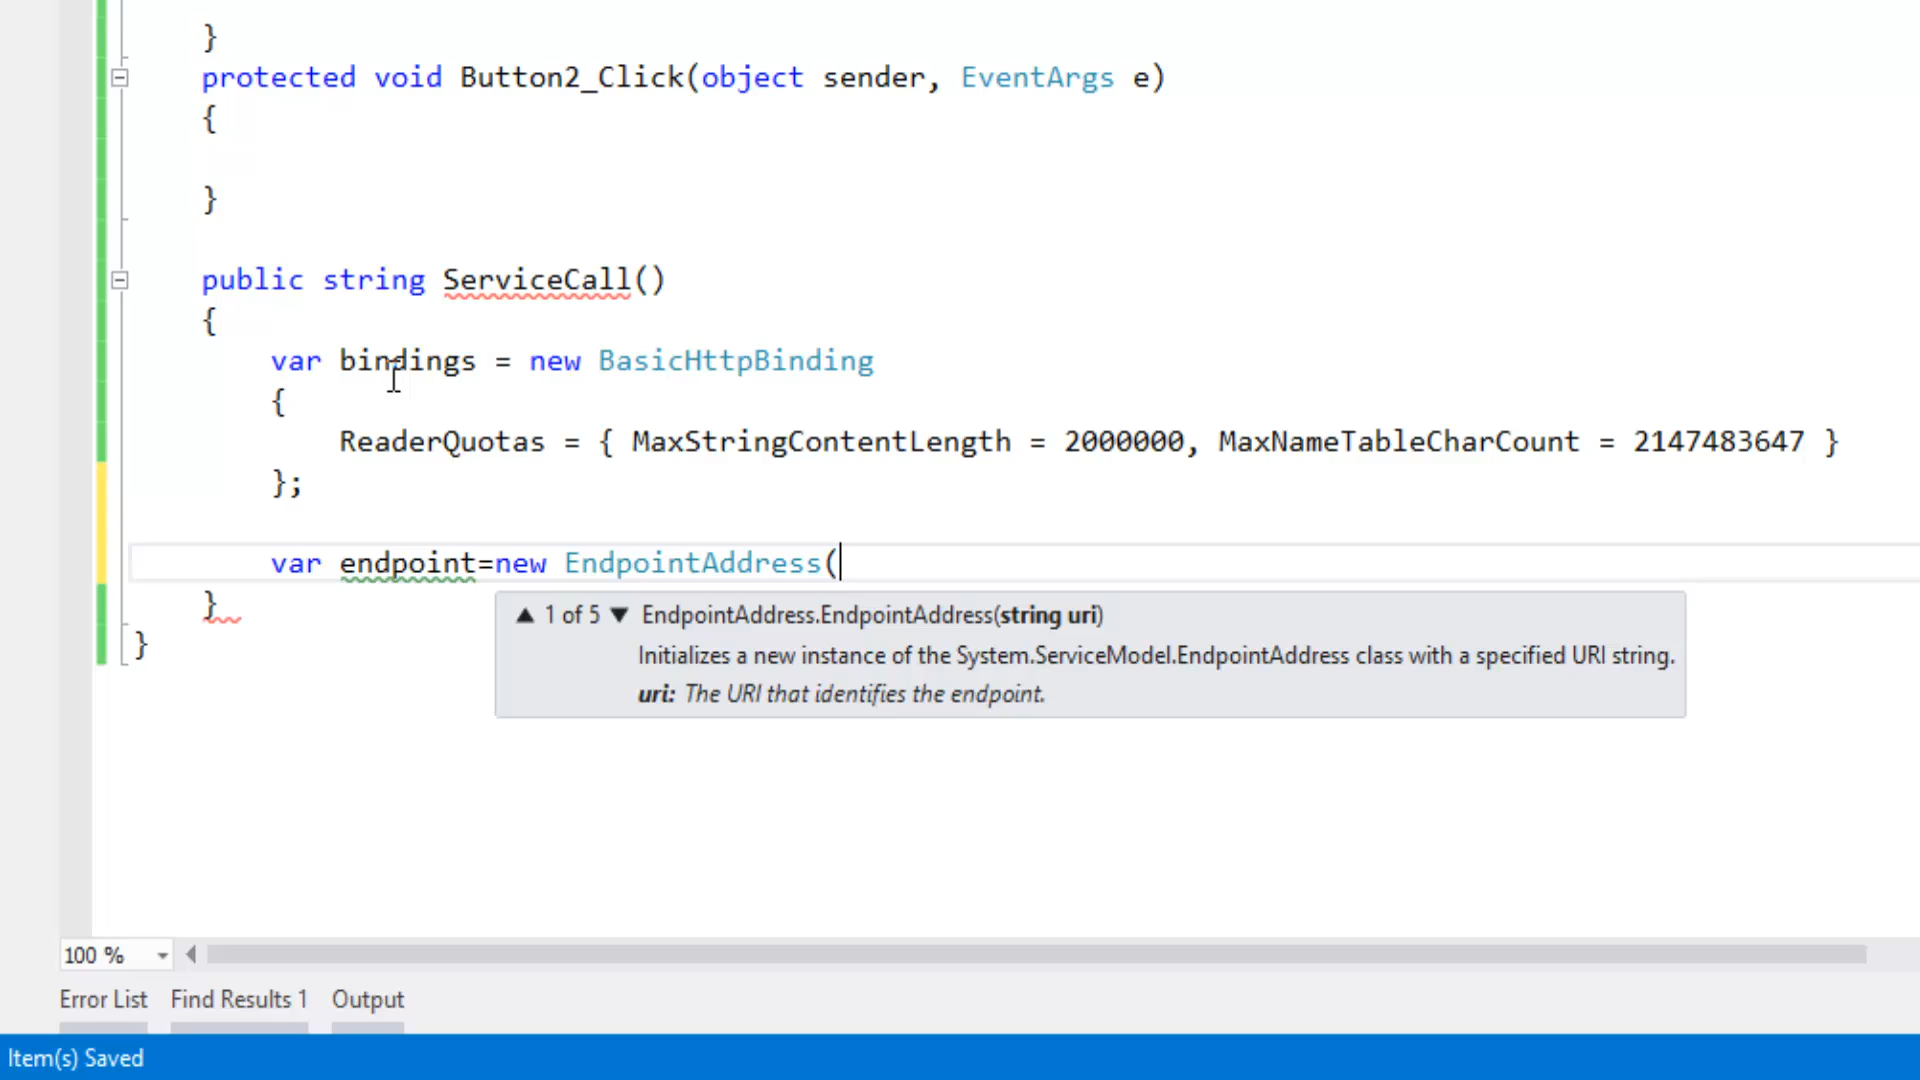 }
protected void Button2_Click(object sender, EventArgs e)
{
}
public string ServiceCall()
{
var bindings = new BasicHttpBinding
{
ReaderQuotas = { MaxStringContentLength = 2000000, MaxNameTableCharCount = 2147483647 }
};
var endpoint=new EndpointAddress(
}
▲ 1 of 5 ▼ EndpointAddress.EndpointAddress(string uri)
}
Initializes a new instance of the System.ServiceModel.EndpointAddress class with a specified URI string.
uri: The URI that identifies the endpoint.
100 %
Error List Find Results 1 Output
Item(s) Saved